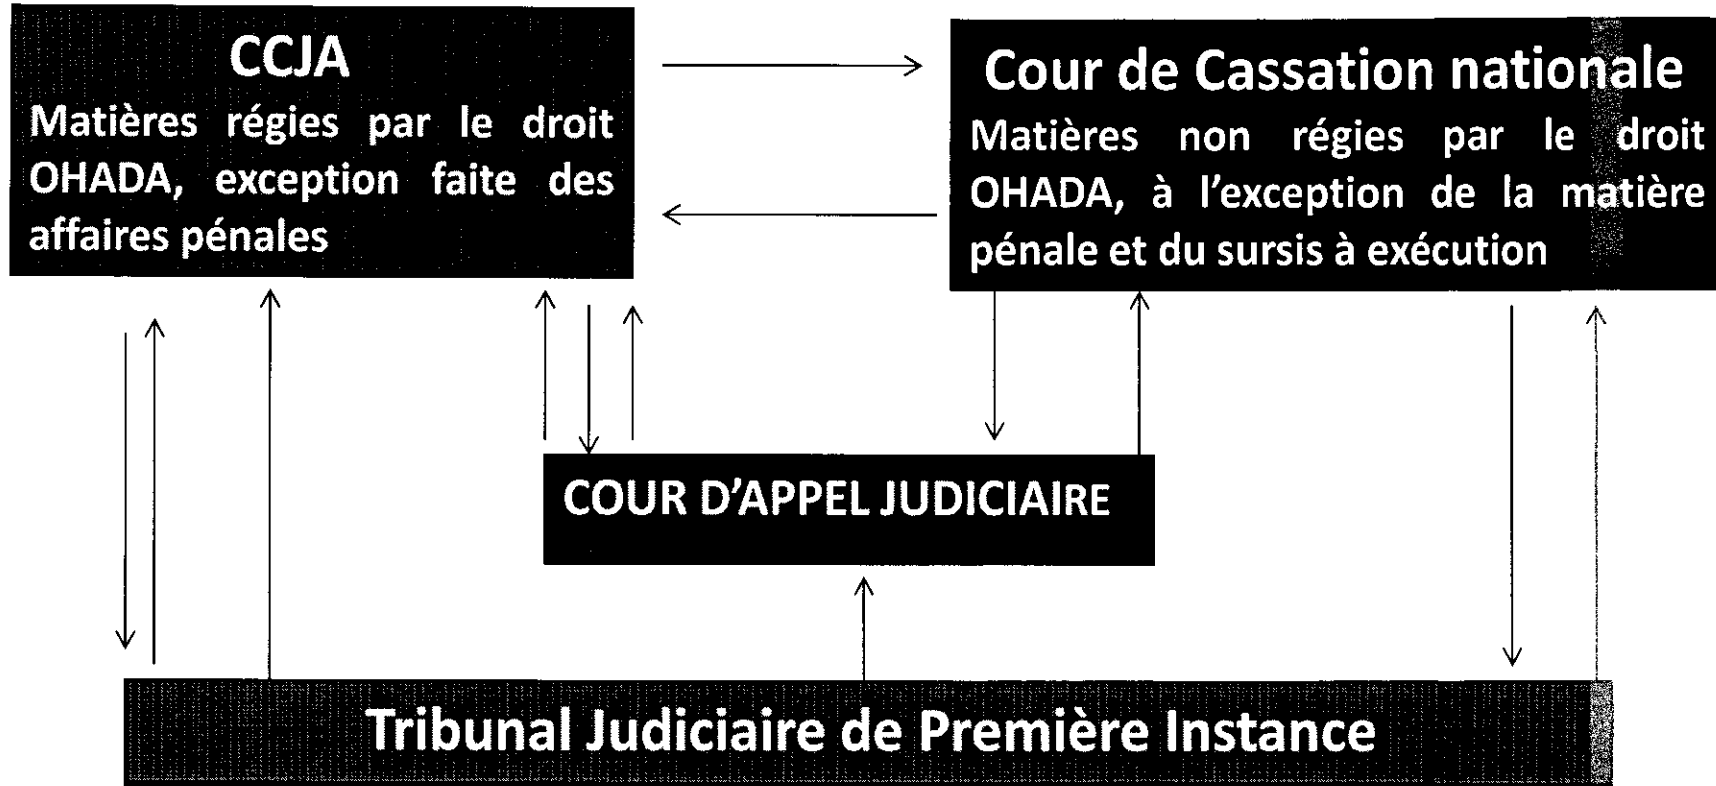 CCJA
Matières régies par le droit
OHADA, exception faite des
affaires pénales
Cour de Cassation nationale
Matières non régies par le droit
OHADA, à l'exception de la matière
pénale et du sursis à exécution
COUR D'APPEL JUDICIAIRE
Tribunal Judiciaire de Première Instance